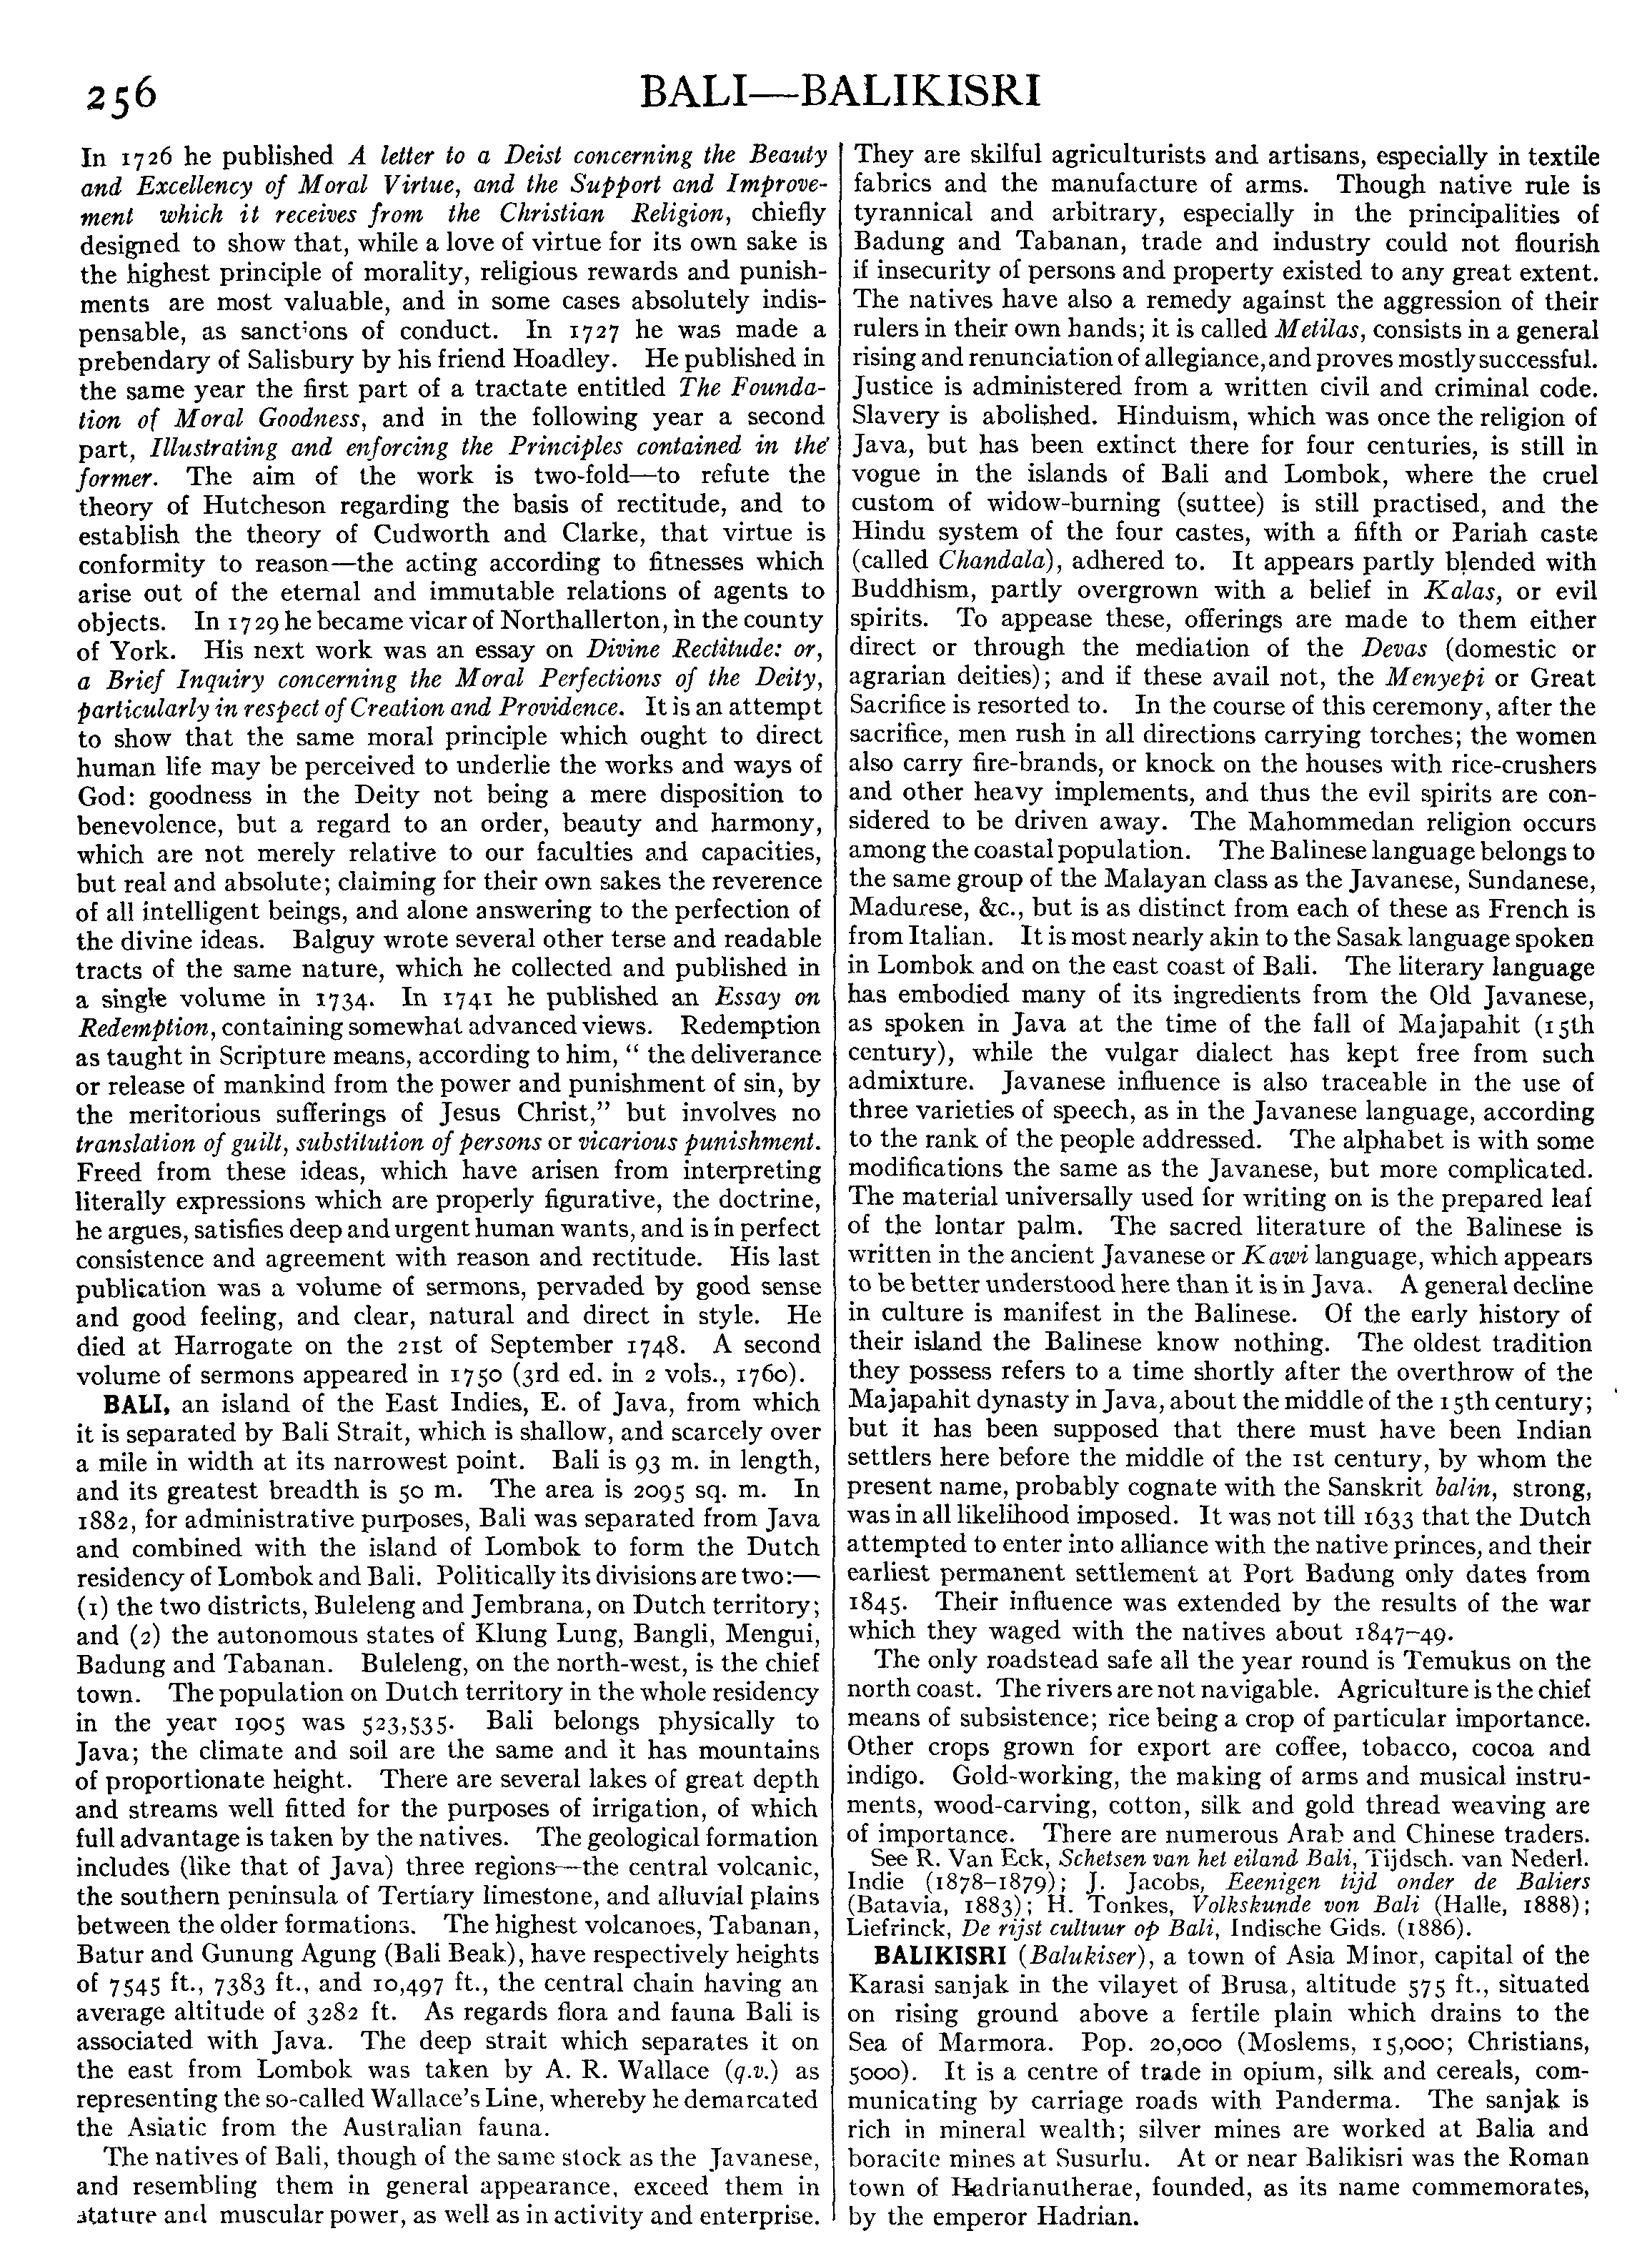 256
BALI—BALIKISRI
In 1726 he published A letter to a Deist concerning the Beauty
and Excellency of Moral Virtue, and the Support and Improve-
ment which it receives from the Christian Religion, chiefly
designed to show that, while a love of virtue for its own sake is
the highest principle of morality, religious rewards and punish-
ments are most valuable, and in some cases absolutely indis-
pensable, as sanctions of conduct. In 1727 he was made a
prebendary of Salisbury by his friend Hoadley. He published in
the same year the first part of a tractate entitled The Founda-
tion of Moral Goodness, and in the following year a second
part, Illustrating and enforcing the Principles contained in the
former. The aim of the work is two-fold—to refute the
theory of Hutcheson regarding the basis of rectitude, and to
establish the theory of Cudworth and Clarke, that virtue is
conformity to reason—the acting according to fitnesses which
arise out of the eternal and immutable relations of agents to
objects. In 1729 he became vicar of Northallerton, in the county
of York. His next work was an essay on Divine Rectitude: or,
a Brief Inquiry concerning the Moral Perfections of the Deity,
particularly in respect of Creation and Providence. It is an attempt
to show that the same moral principle which ought to direct
human life may be perceived to underlie the works and ways of
God: goodness in the Deity not being a mere disposition to
benevolence, but a regard to an order, beauty and harmony,
which are not merely relative to our faculties and capacities,
but real and absolute; claiming for their own sakes the reverence
of all intelligent beings, and alone answering to the perfection of
the divine ideas. Balguy wrote several other terse and readable
tracts of the same nature, which he collected and published in
a single volume in 1734. In 1741 he published an Essay on
Redemption, containing somewhat advanced views. Redemption
as taught in Scripture means, according to him, “ the deliverance
or release of mankind from the power and punishment of sin, by
the meritorious sufferings of Jesus Christ,” but involves no
translation of guilt, substitution of persons or vicarious punishment.
Freed from these ideas, which have arisen from interpreting
literally expressions which are properly figurative, the doctrine,
he argues, satisfies deep and urgent human wants, and is in perfect
consistence and agreement with reason and rectitude. His last
publication was a volume of sermons, pervaded by good sense
and good feeling, and clear, natural and direct in style. He
died at Harrogate on the 21st of September 1748. A second
volume of sermons appeared in 1750 (3rd ed. in 2 vols., 1760).
BALI, an island of the East Indies, E. of Java, from which
it is separated by Bali Strait, which is shallow, and scarcely over
a mile in width at its narrowest point. Bali is 93 m. in length,
and its greatest breadth is 50 m. The area is 2095 sq. m. In
1882, for administrative purposes, Bali was separated from Java
and combined with the island of Lombok to form the Dutch
residency of Lombok and Bali. Politically its divisions are two:—
(1) the two districts, Buleleng and Jembrana, on Dutch territory;
and (2) the autonomous states of Klung Lung, Bangli, Mengui,
Badung and Tabanan. Buleleng, on the north-west, is the chief
town. The population on Dutch territory in the whole residency
in the year 1905 was 523,535. Bali belongs physically to
Java; the climate and soil are the same and it has mountains
of proportionate height. There are several lakes of great depth
and streams well fitted for the purposes of irrigation, of which
full advantage is taken by the natives. The geological formation
includes (like that of Java) three regions—the central volcanic,
the southern peninsula of Tertiary limestone, and alluvial plains
between the older formations. The highest volcanoes, Tabanan,
Batur and Gunung Agung (Bali Beak), have respectively heights
of 7545 ft., 7383 ft., and 10,497 ft., the central chain having an
average altitude of 3282 ft. As regards flora and fauna Bali is
associated with Java. The deep strait which separates it on
the east from Lombok was taken by A. R. Wallace (q.v.) as
representing the so-called Wallace’s Line, whereby he demarcated
the Asiatic from the Australian fauna.
The natives of Bali, though of the same stock as the Javanese,
and resembling them in general appearance, exceed them in
stature and muscular power, as well as in activity and enterprise.
They are skilful agriculturists and artisans, especially in textile
fabrics and the manufacture of arms. Though native rule is
tyrannical and arbitrary, especially in the principalities of
Badung and Tabanan, trade and industry could not flourish
if insecurity of persons and property existed to any great extent.
The natives have also a remedy against the aggression of their
rulers in their own hands; it is called Metilas, consists in a general
rising and renunciation of allegiance, and proves mostly successful.
Justice is administered from a written civil and criminal code.
Slavery is abolished. Hinduism, which was once the religion of
Java, but has been extinct there for four centuries, is still in
vogue in the islands of Bali and Lombok, where the cruel
custom of widow-burning (suttee) is still practised, and the
Hindu system of the four castes, with a fifth or Pariah caste
(called Chandala), adhered to. It appears partly blended with
Buddhism, partly overgrown with a belief in Kalas, or evil
spirits. To appease these, offerings are made to them either
direct or through the mediation of the Devas (domestic or
agrarian deities); and if these avail not, the Menyepi or Great
Sacrifice is resorted to. In the course of this ceremony, after the
sacrifice, men rush in all directions carrying torches; the women
also carry fire-brands, or knock on the houses with rice-crushers
and other heavy implements, and thus the evil spirits are con-
sidered to be driven away. The Mahommedan religion occurs
among the coastal population. The Balinese language belongs to
the same group of the Malayan class as the Javanese, Sundanese,
Madurese, &c., but is as distinct from each of these as French is
from Italian. It is most nearly akin to the Sasak language spoken
in Lombok and on the east coast of Bali. The literary language
has embodied many of its ingredients from the Old Javanese,
as spoken in Java at the time of the fall of Majapahit (15th
century), while the vulgar dialect has kept free from such
admixture. Javanese influence is also traceable in the use of
three varieties of speech, as in the Javanese language, according
to the rank of the people addressed. The alphabet is with some
modifications the same as the Javanese, but more complicated.
The material universally used for writing on is the prepared leaf
of the lontar palm. The sacred literature of the Balinese is
written in the ancient Javanese or Kawi language, which appears
to be better understood here than it is in Java. A general decline
in culture is manifest in the Balinese. Of the early history of
their island the Balinese know nothing. The oldest tradition
they possess refers to a time shortly after the overthrow of the
Majapahit dynasty in Java, about the middle of the 15th century;
but it has been supposed that there must have been Indian
settlers here before the middle of the 1st century, by whom the
present name, probably cognate with the Sanskrit balin, strong,
was in all likelihood imposed. It was not till 1633 that the Dutch
attempted to enter into alliance with the native princes, and their
earliest permanent settlement at Port Badung only dates from
1845. Their influence was extended by the results of the war
which they waged with the natives about 1847–49.
The only roadstead safe all the year round is Temukus on the
north coast. The rivers are not navigable. Agriculture is the chief
means of subsistence; rice being a crop of particular importance.
Other crops grown for export are coffee, tobacco, cocoa and
indigo. Gold-working, the making of arms and musical instru-
ments, wood-carving, cotton, silk and gold thread weaving are
of importance. There are numerous Arab and Chinese traders.
See R. Van Eck, Schetsen van het eiland Bali, Tijdsch. van Nederl.
Indie (1878–1879); J. Jacobs, Eeenigen tijd onder de Baliers
(Batavia, 1883); H. Tonkes, Volkskunde von Bali (Halle, 1888);
Liefrinck, De rijst cultuur op Bali, Indische Gids. (1886).
BALIKISRI (Balukiser), a town of Asia Minor, capital of the
Karasi sanjak in the vilayet of Brusa, altitude 575 ft., situated
on rising ground above a fertile plain which drains to the
Sea of Marmora. Pop. 20,000 (Moslems, 15,000; Christians,
5000). It is a centre of trade in opium, silk and cereals, com-
municating by carriage roads with Panderma. The sanjak is
rich in mineral wealth; silver mines are worked at Balia and
boracite mines at Susurlu. At or near Balikisri was the Roman
town of Hadrianutherae, founded, as its name commemorates,
by the emperor Hadrian.